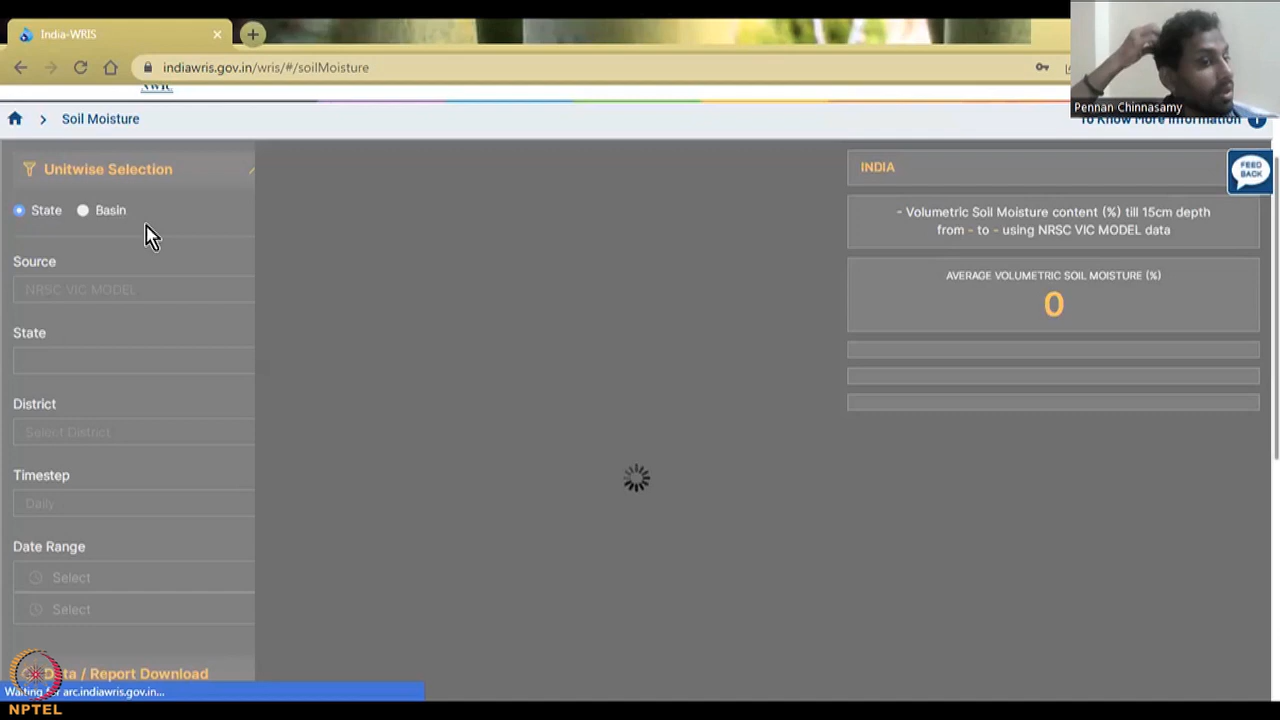 India-WRIS
indiawris.gov.in/wris/#/soilMoisture
Pennan Chinnasamy
NWIC
Soil Moisture
To Know More Information
Unitwise Selection
INDIA
FEED
BACK
State
Basin
- Volumetric Soil Moisture content (%) till 15cm depth
from - to - using NRSC VIC MODEL data
Source
NRSC VIC MODEL
AVERAGE VOLUMETRIC SOIL MOISTURE (%)
0
State
District
Select District
Timestep
Daily
Date Range
Select
Select
Data / Report Download
Waiting for arc.indiawris.gov.in...
NPTEL